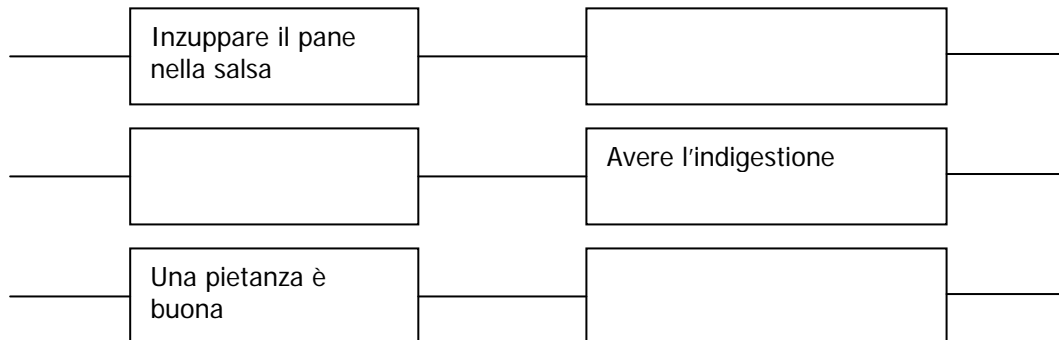 Inzuppare il pane
nella salsa
Avere l'indigestione
Una pietanza è
buona